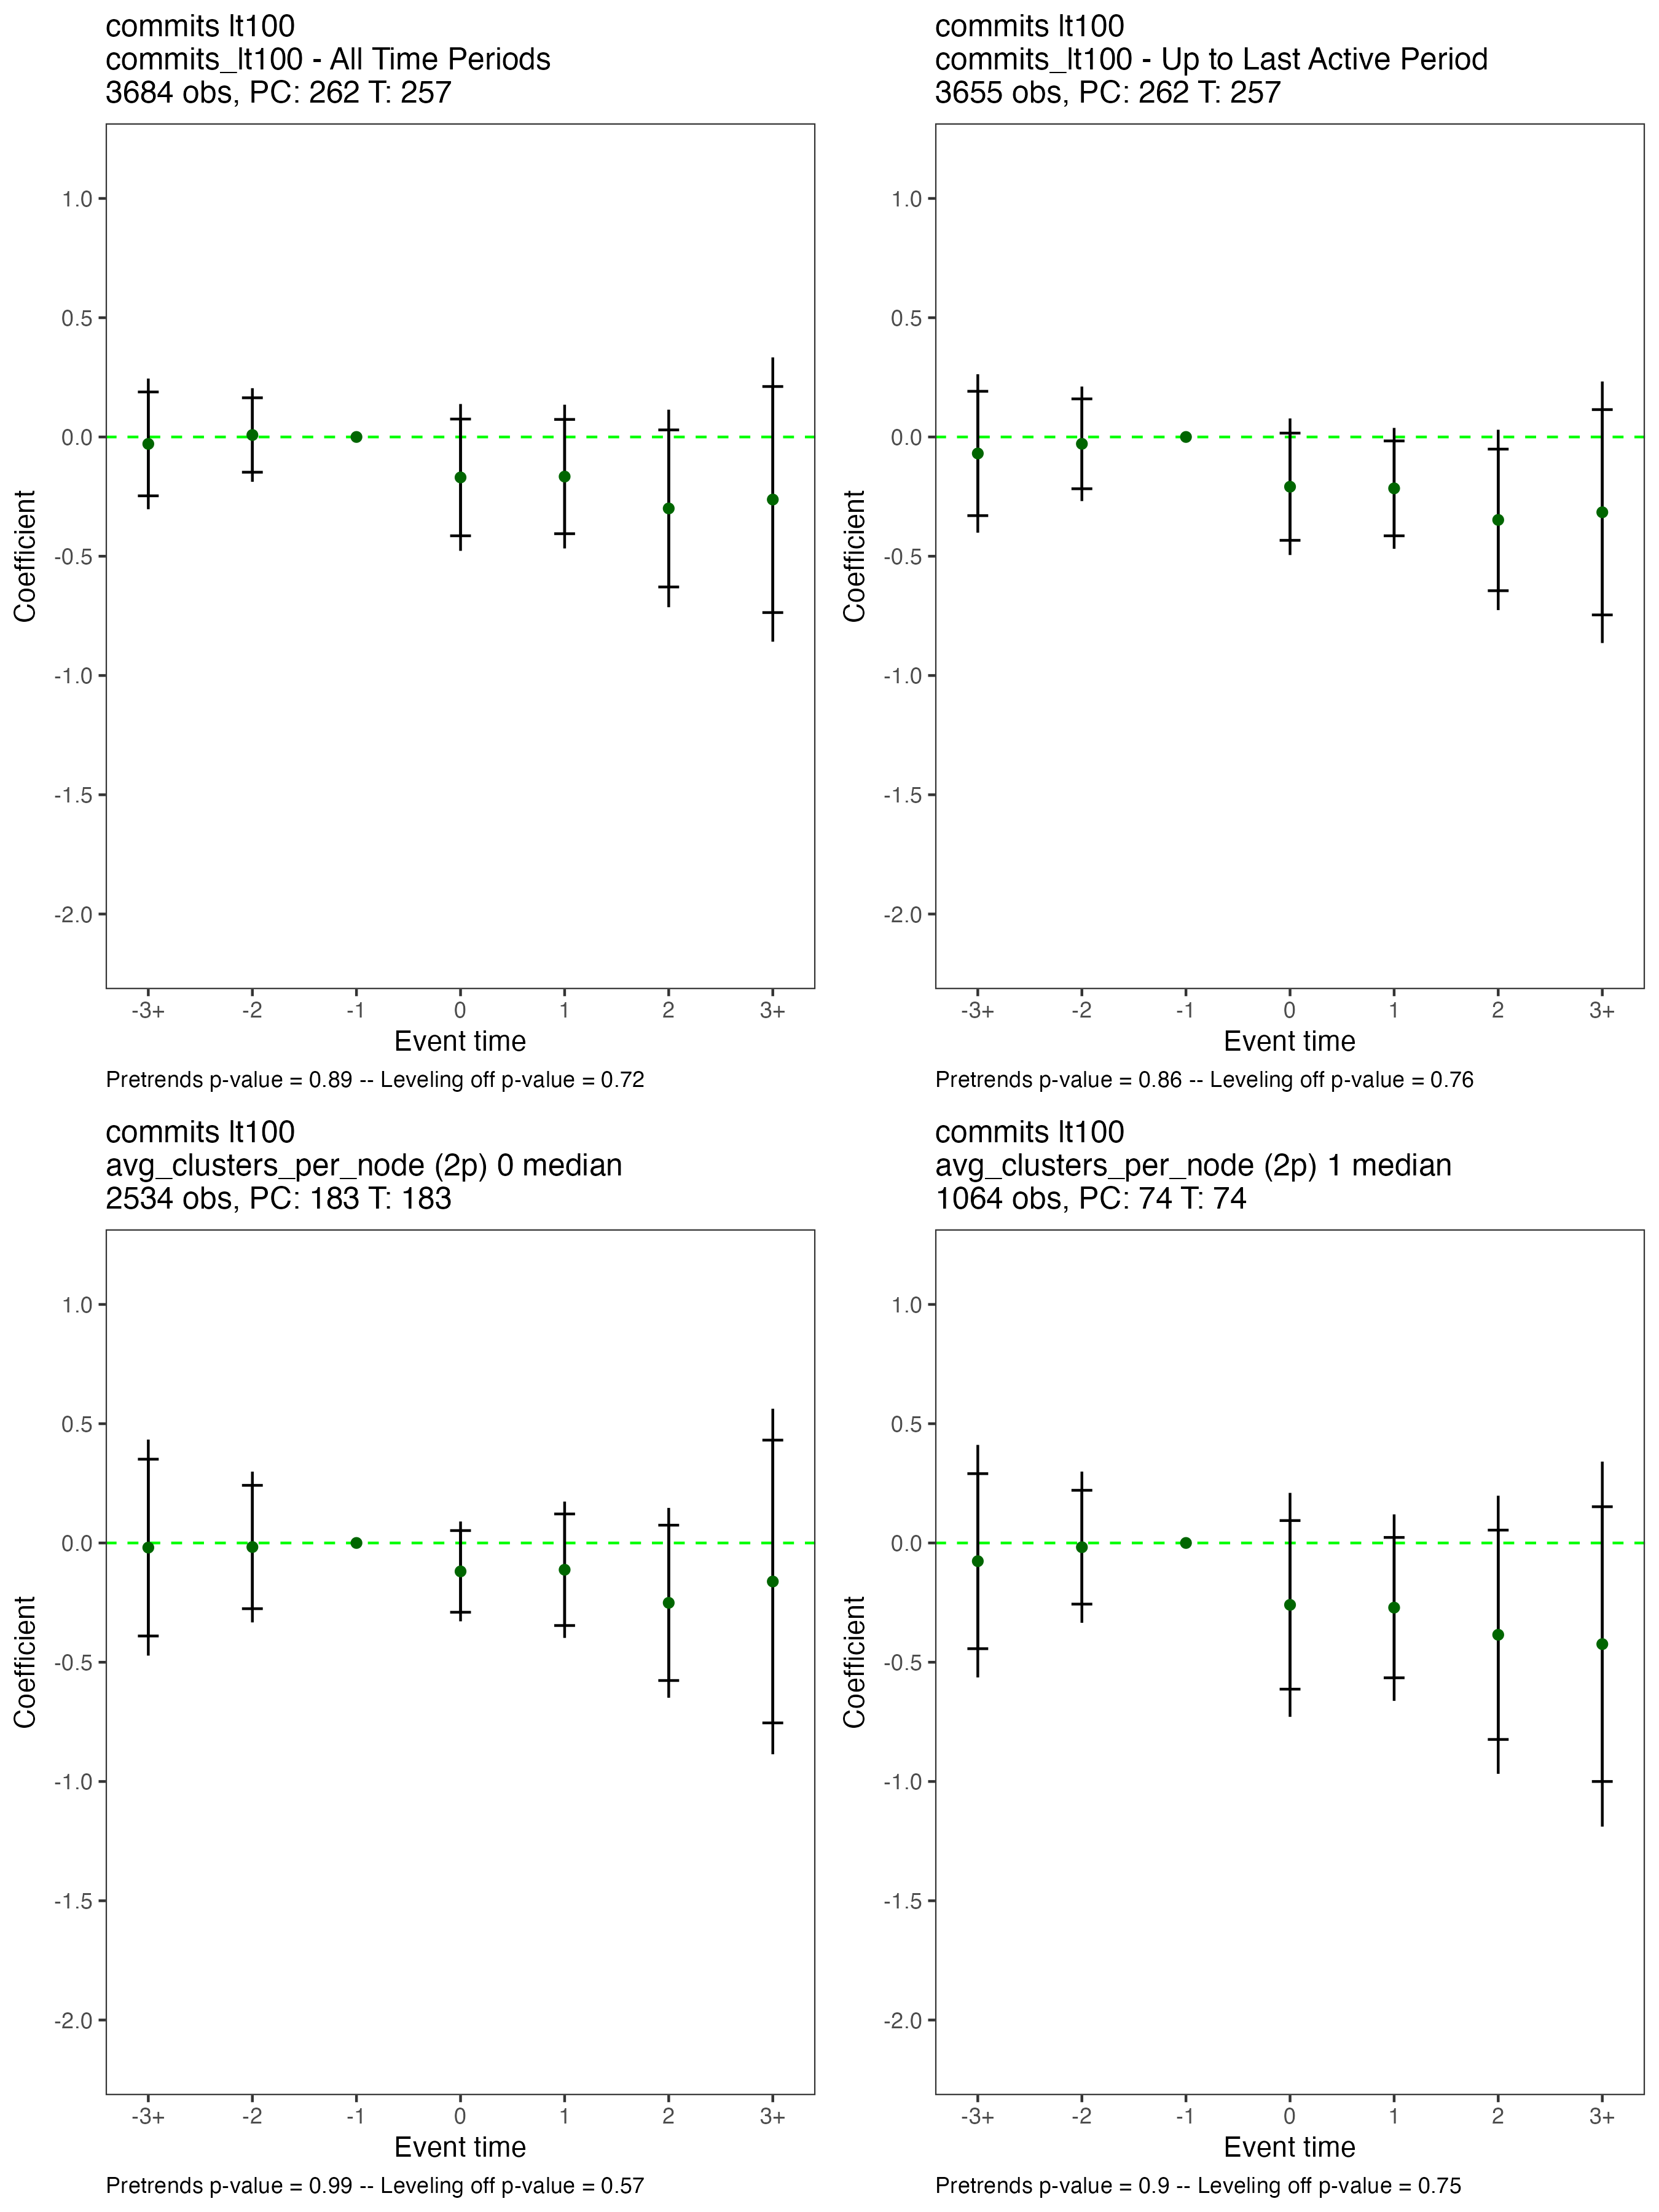 commits lt100
commits_lt100 - All Time Periods
3684 obs, PC: 262 T: 257
1.0
0.5
0.0
-0.5
-1.0
-1.5
-2.0
Coefficient
-3+ -2 -1 0 1 2 3+
Event time
Pretrends p-value = 0.89 -- Leveling off p-value = 0.72
commits lt100
commits_lt100 - Up to Last Active Period
3655 obs, PC: 262 T: 257
1.0
0.5
0.0
-0.5
-1.0
-1.5
-2.0
Coefficient
-3+ -2 -1 0 1 2 3+
Event time
Pretrends p-value = 0.86 -- Leveling off p-value = 0.76
commits lt100
avg_clusters_per_node (2p) 0 median
2534 obs, PC: 183 T: 183
1.0
0.5
0.0
-0.5
-1.0
-1.5
-2.0
Coefficient
-3+ -2 -1 0 1 2 3+
Event time
Pretrends p-value = 0.99 -- Leveling off p-value = 0.57
commits lt100
avg_clusters_per_node (2p) 1 median
1064 obs, PC: 74 T: 74
1.0
0.5
0.0
-0.5
-1.0
-1.5
-2.0
Coefficient
-3+ -2 -1 0 1 2 3+
Event time
Pretrends p-value = 0.9 -- Leveling off p-value = 0.75